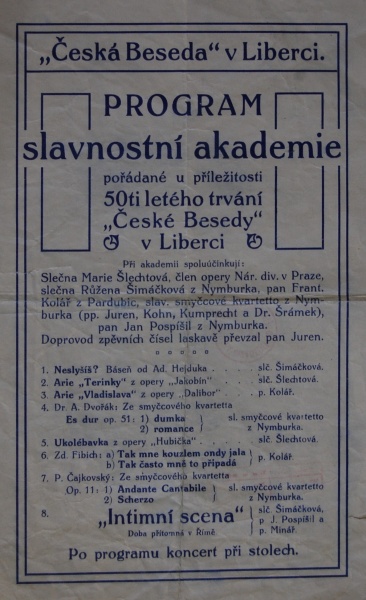 „Česká Beseda“ v Liberci.
PROGRAM
slavnostní akademie
pořádané u příležitosti
50ti letého trvání
„České Besedy“
v Liberci
Při akademii spoluúčinkují:
Slečna Marie Šlechtová, člen opery Nár. div. v Praze,
slečna Růžena Šimáčková z Nymburka, pan Frant.
Kolář z Pardubic, slav. smyčcové kvartetto z Nym-
burka (pp. Juren, Kohn, Kumprecht a Dr. Šrámek),
pan Jan Pospíšil z Nymburka.
Doprovod zpěvních čísel laskavě převzal pan Juren.
1. Neslyšíš? Báseň od Ad. Hejduka . . . . slč. Šimáčková.
2. Arie „Terinky“ z opery „Jakobín“ . . . . slč. Šlechtová.
3. Arie „Vladislava“ z opery „Dalibor“ . . . . p. Kolář.
4. Dr. A. Dvořák: Ze smyčcového kvartetta
Es dur op. 51: 1) dumka } sl. smyčcové kvartetto
2) romance } z Nymburka.
5. Ukolébavka z opery „Hubička“ . . . . . slč. Šlechtová.
6. Zd. Fibich: a) Tak mne kouzlem ondy jala } p. Kolář.
b) Tak často mně to připadá
7. P. Čajkovský: Ze smyčcového kvartetta
Op. 11: 1) Andante Cantabile } sl. smyčcové kvartetto
2) Scherzo } z Nymburka.
8. „Intimní scena“ } slč. Šimáčková,
p J. Pospíšil a
Doba přítomná v Římě p. Minář.
Po programu koncert při stolech.